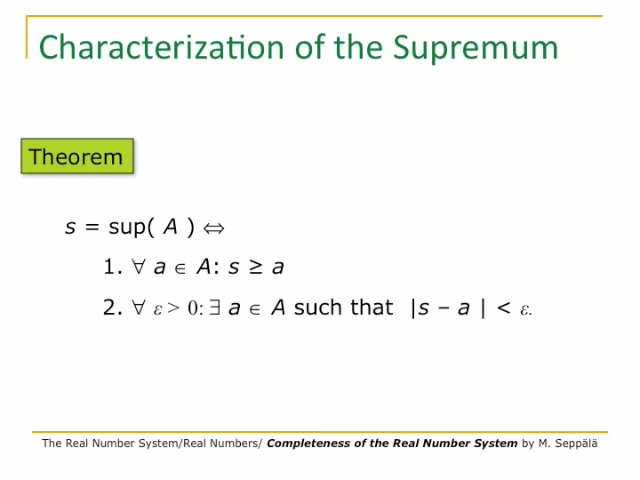 Characterization of the Supremum
Theorem
s = sup( A ) ⇔
1. ∀ a ∈ A: s ≥ a
2. ∀ ε > 0: ∃ a ∈ A such that |s – a | < ε.
The Real Number System/Real Numbers/ Completeness of the Real Number System by M. Seppälä